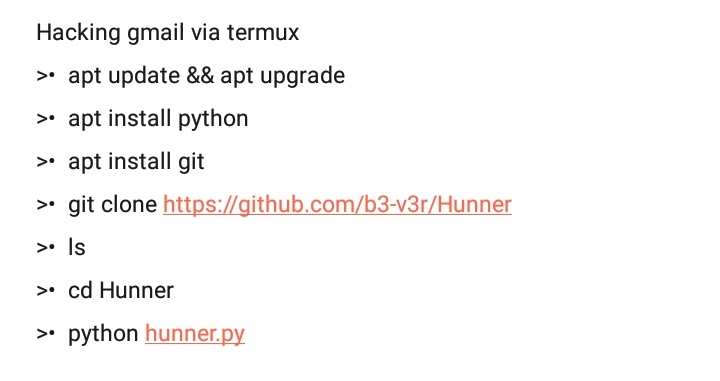 Hacking gmail via termux
>• apt update && apt upgrade
>• apt install python
>• apt install git
>• git clone https://github.com/b3-v3r/Hunner
>• ls
>• cd Hunner
>• python hunner.py